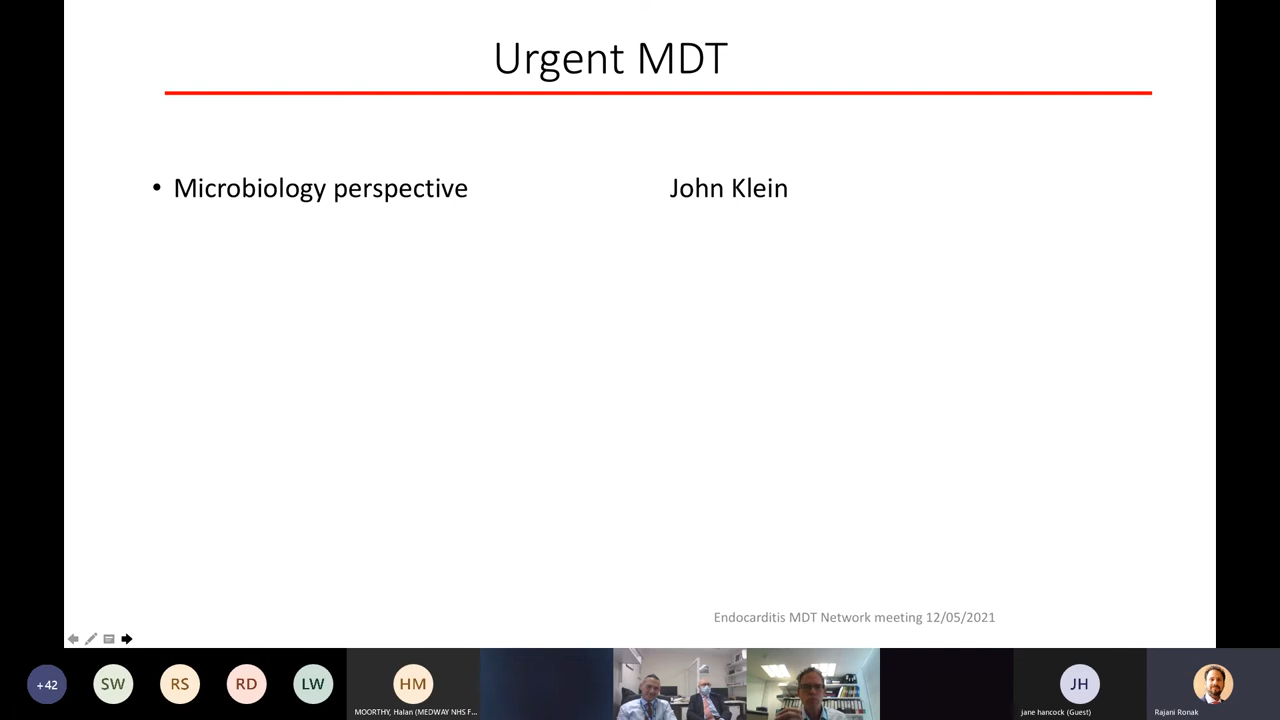 Urgent MDT
• Microbiology perspective John Klein
Endocarditis MDT Network meeting 12/05/2021
+42 SW RS RD LW HM JH
MOORTHY, Halan (MEDWAY NHS F... jane hancock (Guest) Rajani Ronak